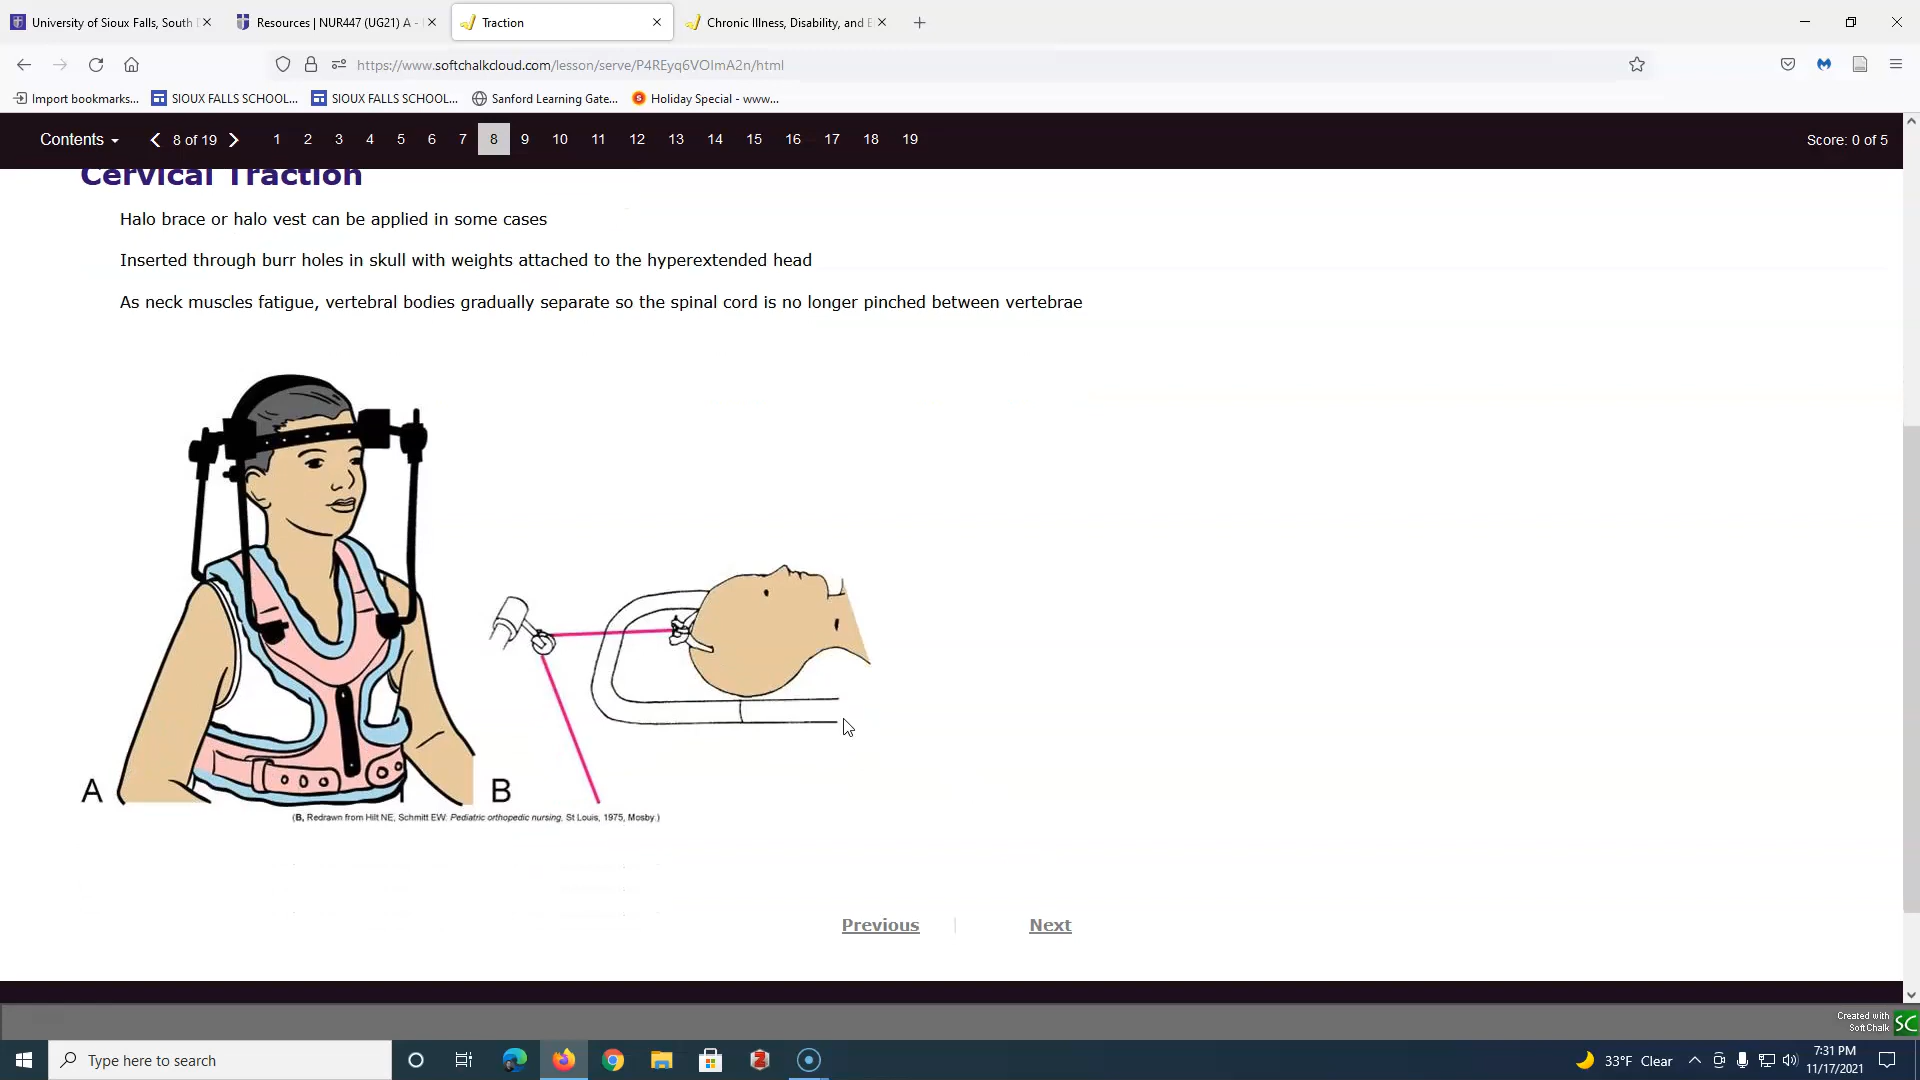 University of Sioux Falls, South
Resources | NUR447 (UG21) A -
Traction
Chronic Illness, Disability, and E
https://www.softchalkcloud.com/lesson/serve/P4REyq6VOImA2n/html
Import bookmarks...
SIOUX FALLS SCHOOL...
SIOUX FALLS SCHOOL...
Sanford Learning Gate...
Holiday Special - www...
Contents
8 of 19
1 2 3 4 5 6 7 8 9 10 11 12 13 14 15 16 17 18 19
Score: 0 of 5
Cervical Traction
Halo brace or halo vest can be applied in some cases
Inserted through burr holes in skull with weights attached to the hyperextended head
As neck muscles fatigue, vertebral bodies gradually separate so the spinal cord is no longer pinched between vertebrae
A
B
(B, Redrawn from Hilt NE, Schmitt EW: Pediatric orthopedic nursing, St Louis, 1975, Mosby.)
Previous | Next
Created with
SoftChalk
SC
Type here to search
33°F Clear
7:31 PM
11/17/2021